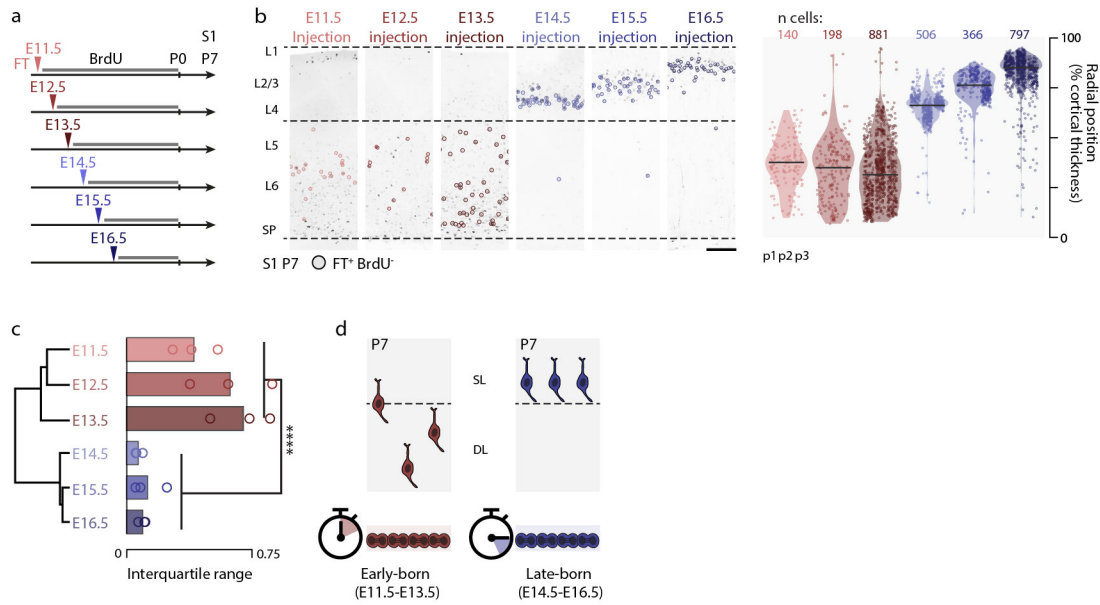 a
S1
E11.5
FT
BrdU
P0
P7
E12.5
E13.5
E14.5
E15.5
E16.5
b
E11.5 E12.5 E13.5 E14.5 E15.5 E16.5
Injection injection injection injection injection injection
L1
L2/3
L4
L5
L6
SP
S1 P7 FT+ BrdU-
n cells:
140 198 881 506 366 797
100
0
Radial position
(% cortical thickness)
p1 p2 p3
c
E11.5
E12.5
E13.5
E14.5
E15.5
E16.5
****
0 0.75
Interquartile range
d
P7 P7
SL
DL
Early-born Late-born
(E11.5-E13.5) (E14.5-E16.5)